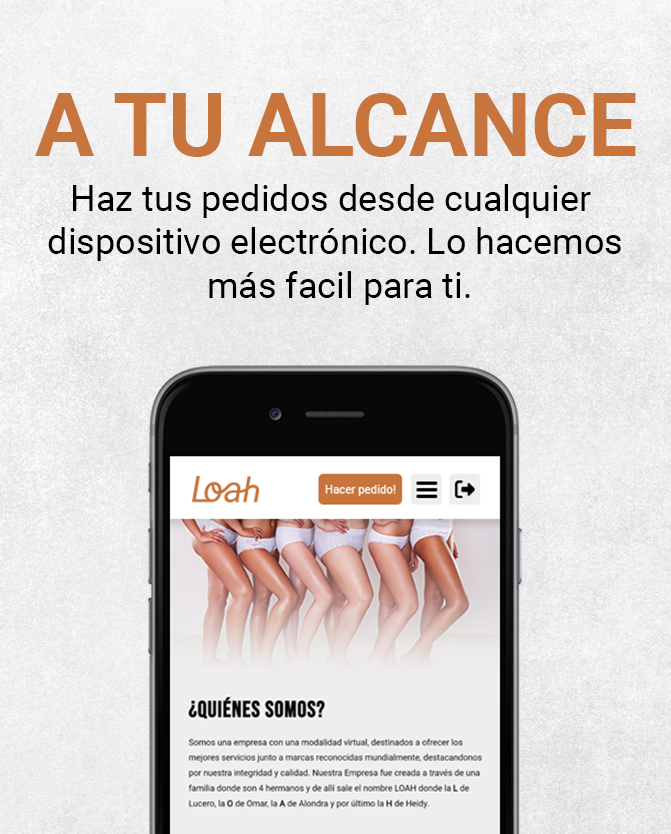 A TU ALCANCE
Haz tus pedidos desde cualquier
dispositivo electrónico. Lo hacemos
más facil para ti.
Loah
Hacer pedido!
¿QUIÉNES SOMOS?
Somos una empresa con una modalidad virtual, destinados a ofrecer los
mejores servicios junto a marcas reconocidas mundialmente, destacandonos
por nuestra integridad y calidad. Nuestra Empresa fue creada a través de una
familia donde son 4 hermanos y de allí sale el nombre LOAH donde la L de
Lucero, la O de Omar, la A de Alondra y por último la H de Heidy.